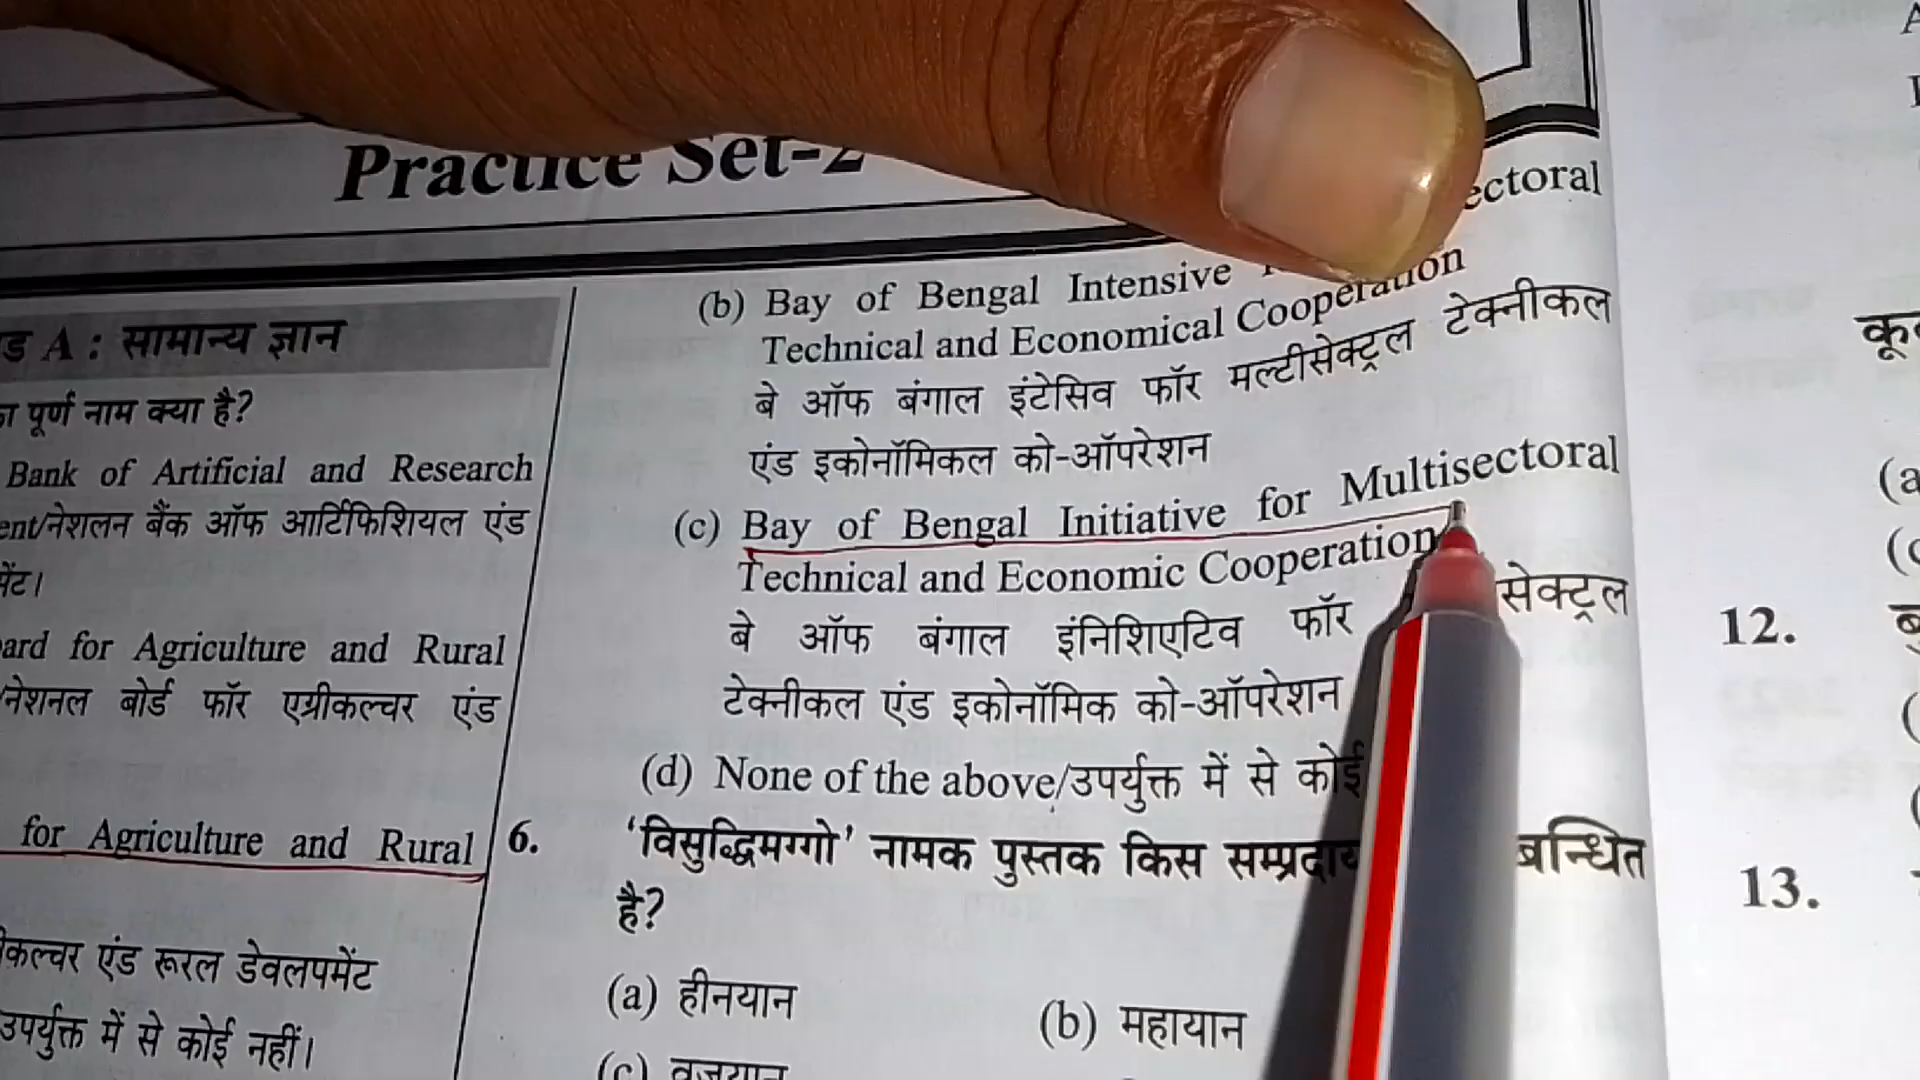 Practice Set-2
ड A : सामान्य ज्ञान
पूर्ण नाम क्या है?
Bank of Artificial and Research
ent/नेशलन बैंक ऑफ आर्टिफिशियल एंड
मेंट।
ard for Agriculture and Rural
नेशनल बोर्ड फॉर एग्रीकल्चर एंड
for Agriculture and Rural
कल्चर एंड रूरल डेवलपमेंट
उपर्युक्त में से कोई नहीं।
ectoral
(b) Bay of Bengal Intensive
Technical and Economical Cooperation
बे ऑफ बंगाल इंटेसिव फॉर मल्टीसेक्ट्रल टेक्नीकल
एंड इकोनॉमिकल को-ऑपरेशन
(c) Bay of Bengal Initiative for Multisectoral
Technical and Economic Cooperation
बे ऑफ बंगाल इंनिशिएटिव फॉर सेक्ट्रल
टेक्नीकल एंड इकोनॉमिक को-ऑपरेशन
(d) None of the above/उपर्युक्त में से कोई
6. 'विसुद्धिमग्गो' नामक पुस्तक किस सम्प्रदाय बन्धित
है?
(a) हीनयान
(b) महायान
(c) वज्रयान
12.
13.